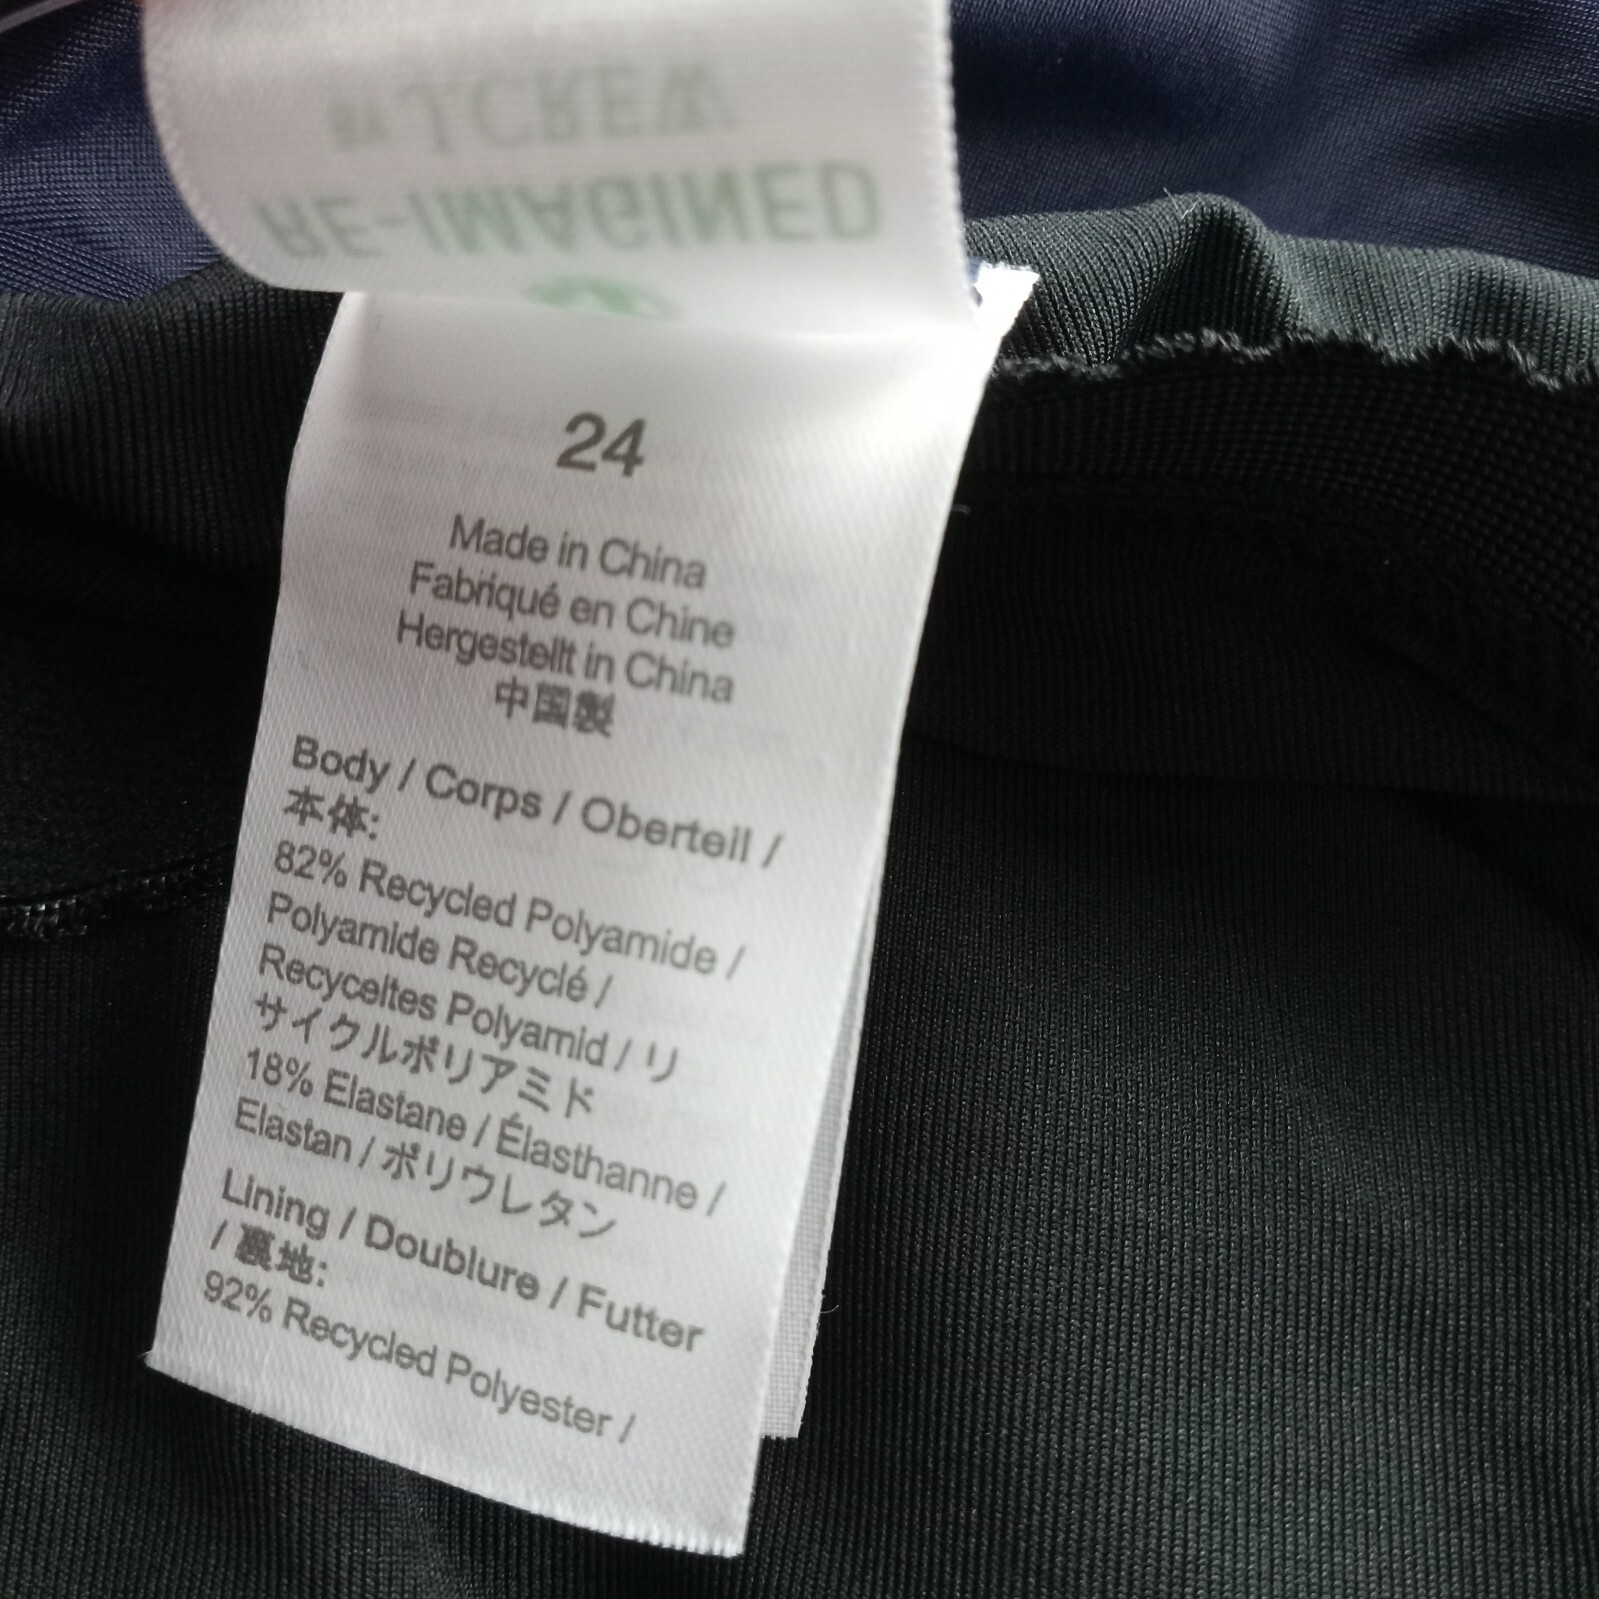 BY J.CREW
RE-IMAGINED
24
Made in China
Fabriqué en Chine
Hergestellt in China
中国製
Body / Corps / Oberteil /
本体:
82% Recycled Polyamide /
Polyamide Recyclé /
Recyceltes Polyamid / リ
サイクルポリアミド
18% Elastane / Élasthanne /
Elastan / ポリウレタン
Lining / Doublure / Futter
/ 裏地:
92% Recycled Polyester /